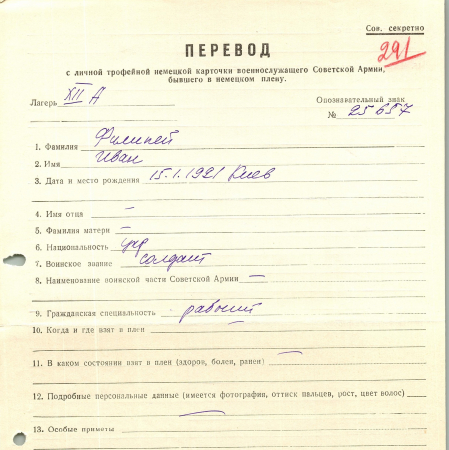 Сов. секретно
291
ПЕРЕВОД
с личной трофейной немецкой карточки военнослужащего Советской Армии,
бывшего в немецком плену.
Лагерь XII А
Опознавательный знак
№ 25657
1. Фамилия Филипей
2. Имя Иван
3. Дата и место рождения 15.1.1921 Киев
4. Имя отца —
5. Фамилия матери —
6. Национальность укр
7. Воинское звание солдат
8. Наименование воинской части Советской Армии —
9. Гражданская специальность рабочий
10. Когда и где взят в плен —
11. В каком состоянии взят в плен (здоров, болен, ранен) —
12. Подробные персональные данные (имеется фотография, оттиск пальцев, рост, цвет волос)
—
13. Особые приметы